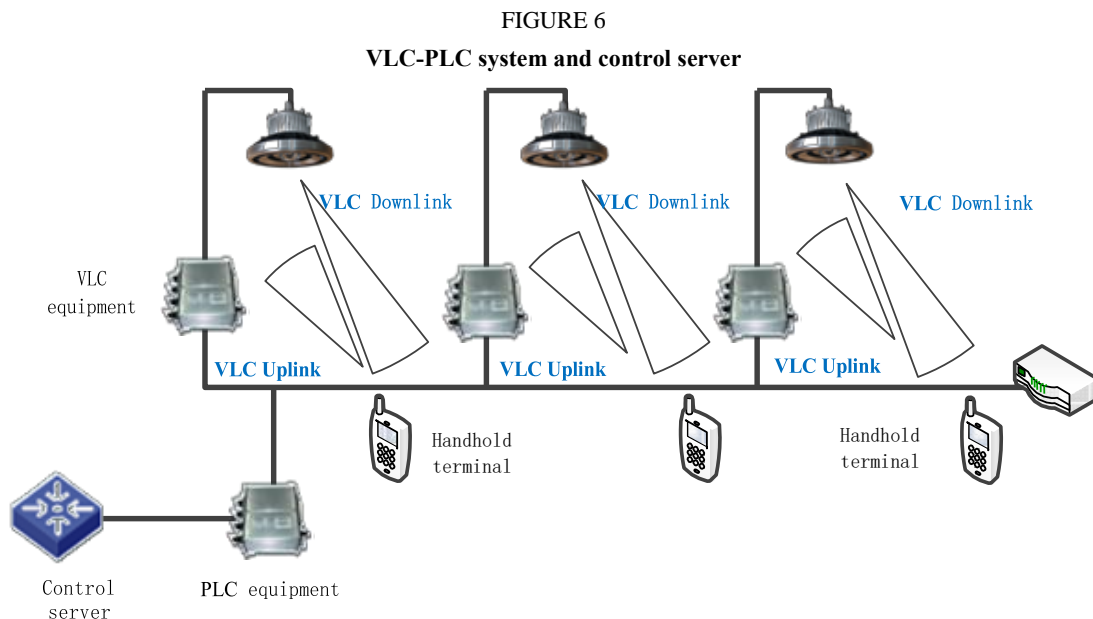 FIGURE 6
VLC-PLC system and control server
VLC Downlink
VLC Downlink
VLC Downlink
VLC
equipment
VLC Uplink
VLC Uplink
VLC Uplink
Handhold
terminal
Handhold
terminal
Control
server
PLC equipment